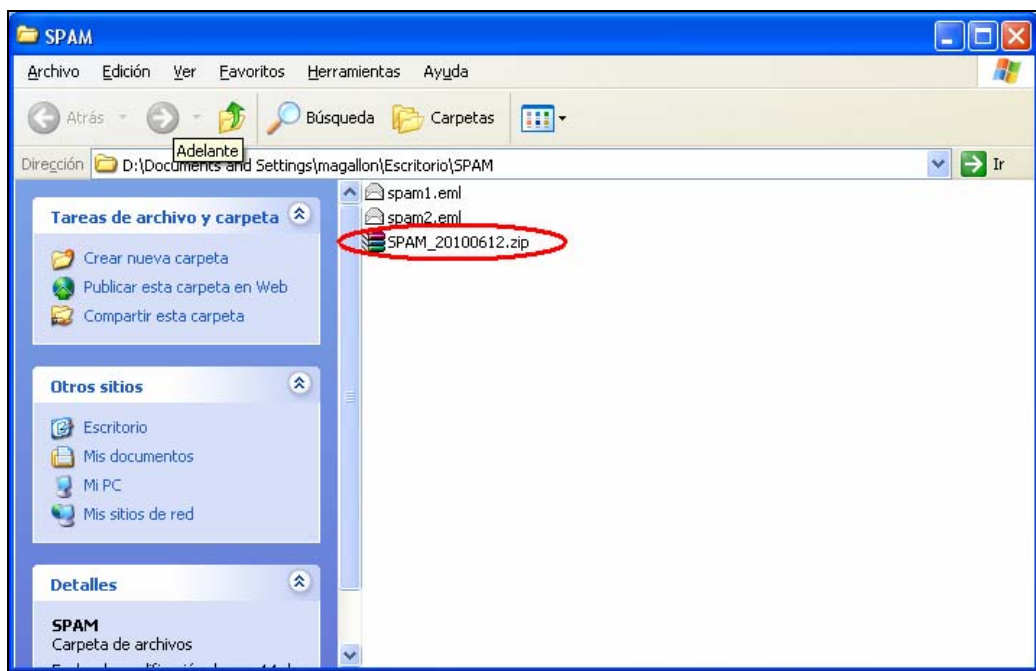 SPAM
Archivo Edición Ver Favoritos Herramientas Ayuda
Atrás Búsqueda Carpetas
Adelante
Dirección D:\Documents and Settings\magallon\Escritorio\SPAM Ir
Tareas de archivo y carpeta
Crear nueva carpeta
Publicar esta carpeta en Web
Compartir esta carpeta
Otros sitios
Escritorio
Mis documentos
Mi PC
Mis sitios de red
Detalles
SPAM
Carpeta de archivos
spam1.eml
spam2.eml
SPAM_20100612.zip